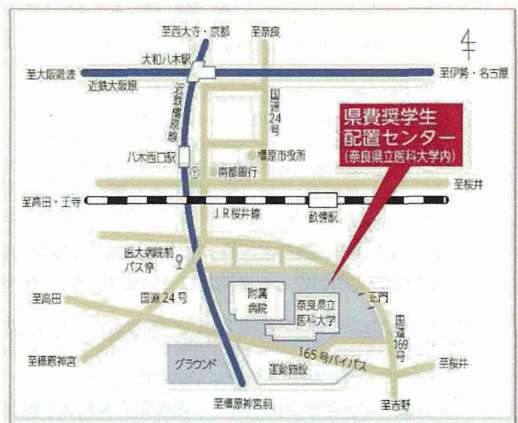 至西大寺・京都
至奈良
大和八木駅
至大阪難波
近鉄大阪線
至伊勢・名古屋
近鉄橿原線
国道24号
県費奨学生
配置センター
(奈良県立医科大学内)
八木西口駅
橿原市役所
南都銀行
至桜井
至高田・王寺
J.R桜井線
畝傍駅
医大病院前
バス停
附属
病院
奈良県立
医科大学
正門
至高田
国道24号
国道169号
165号バイパス
至橿原神宮
グラウンド
運動施設
至桜井
至橿原神宮前
至吉野